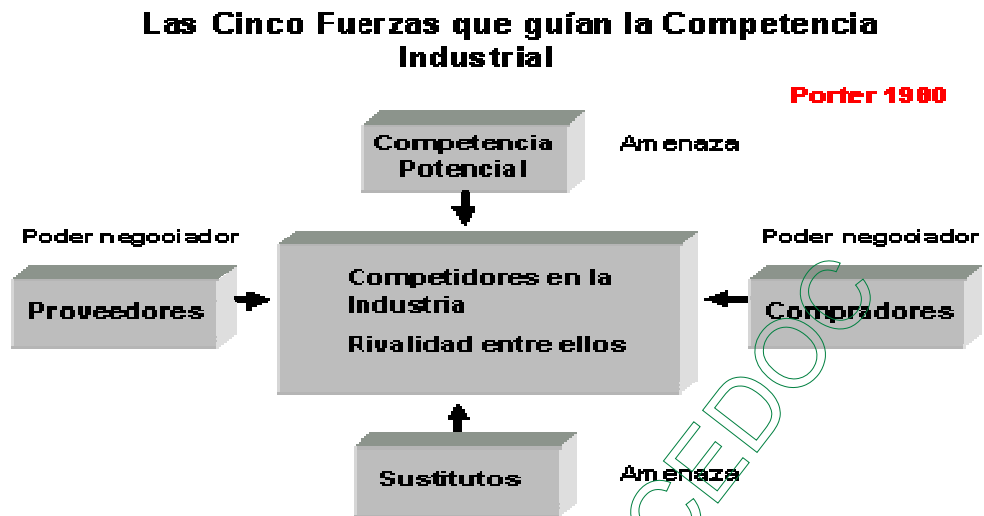 Las Cinco Fuerzas que guían la Competencia
Industrial
Porter 1980
Competencia
Potencial
Amenaza
Poder negociador
Poder negociador
Proveedores
Competidores en la
Industria
Rivalidad entre ellos
Compradores
Sustitutos
Amenaza
CEDOC